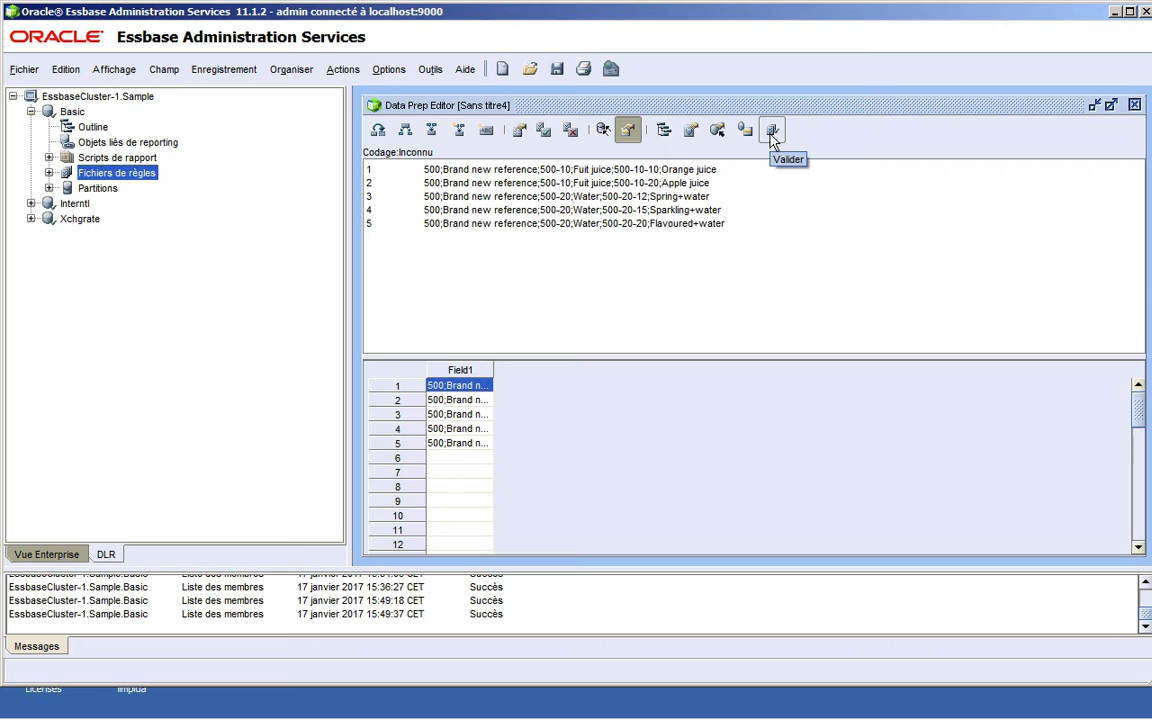 Oracle® Essbase Administration Services 11.1.2 - admin connecté à localhost:9000
ORACLE Essbase Administration Services
Fichier Edition Affichage Champ Enregistrement Organiser Actions Options Outils Aide
EssbaseCluster-1.Sample
Basic
Outline
Objets liés de reporting
Scripts de rapport
Fichiers de règles
Partitions
Interntl
Xchgrate
Vue Enterprise DLR
Data Prep Editor [Sans titre4]
Valider
Codage:Inconnu
1 500;Brand new reference;500-10;Fuit juice;500-10-10;Orange juice
2 500;Brand new reference;500-10;Fuit juice;500-10-20;Apple juice
3 500;Brand new reference;500-20;Water;500-20-12;Spring+water
4 500;Brand new reference;500-20;Water;500-20-15;Sparkling+water
5 500;Brand new reference;500-20;Water;500-20-20;Flavoured+water
Field1
1 500;Brand n...
2 500;Brand n...
3 500;Brand n...
4 500;Brand n...
5 500;Brand n...
6
7
8
9
10
11
12
EssbaseCluster-1.Sample.Basic Liste des membres
EssbaseCluster-1.Sample.Basic Liste des membres 17 janvier 2017 15:36:27 CET Succès
EssbaseCluster-1.Sample.Basic Liste des membres 17 janvier 2017 15:49:18 CET Succès
EssbaseCluster-1.Sample.Basic Liste des membres 17 janvier 2017 15:49:37 CET Succès
Messages
Licenses